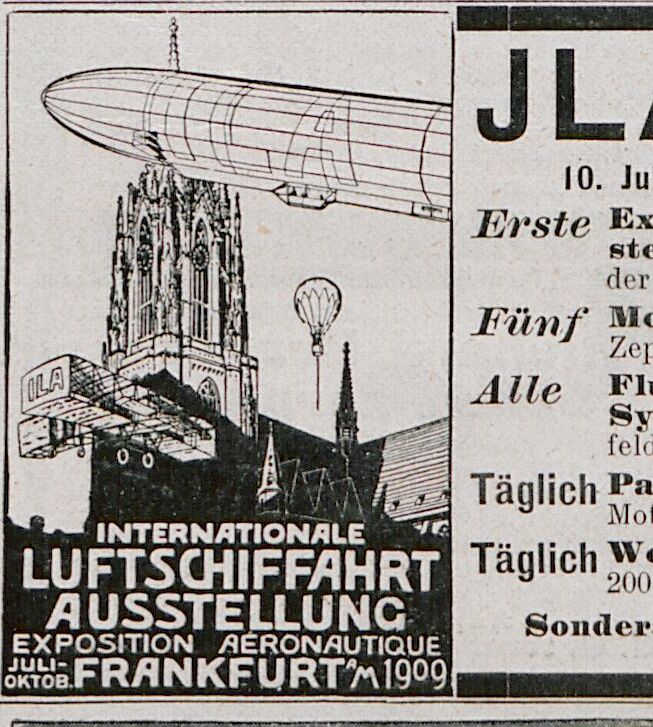 ILA
INTERNATIONALE
LUFTSCHIFFAHRT
AUSSTELLUNG
EXPOSITION AÉRONAUTIQUE
JULI-
OKTOB. FRANKFURT A/M 1909
JLA
10. Ju
Erste Ex
ste
der
Fünf Mo
Zep
Alle Flu
Sy
feld
Täglich Pa
Mot
Täglich We
200
Sonder